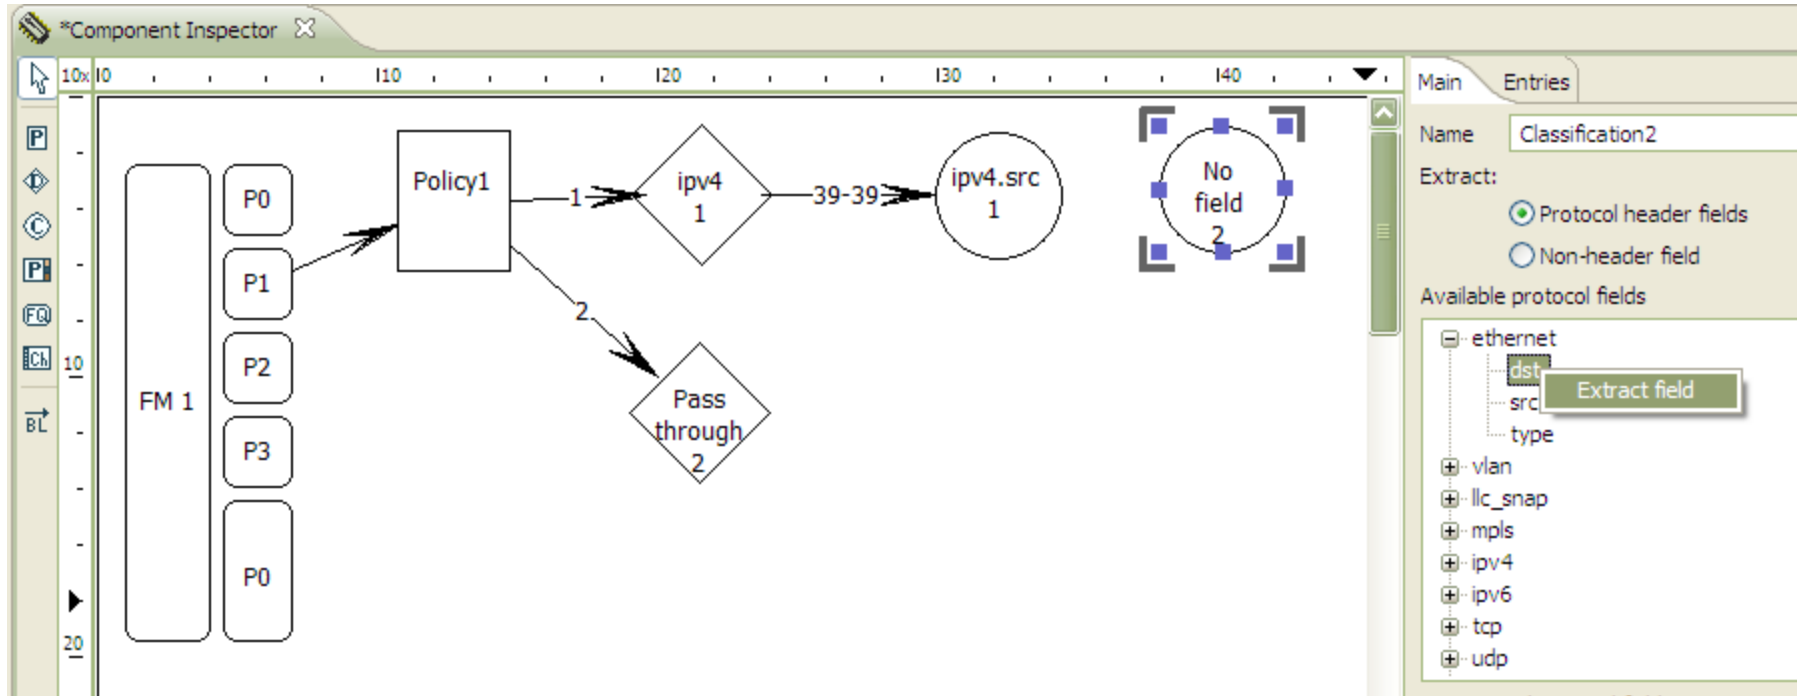 *Component Inspector
10x
0
10
20
30
40
10
20
P
D
C
P
FQ
Ch
BL
FM 1
P0
P1
P2
P3
P0
Policy1
1
ipv4
1
39-39
ipv4.src
1
No
field
2
2
Pass
through
2
Main
Entries
Name
Classification2
Extract:
Protocol header fields
Non-header field
Available protocol fields
ethernet
dst
Extract field
src
type
vlan
llc_snap
mpls
ipv4
ipv6
tcp
udp